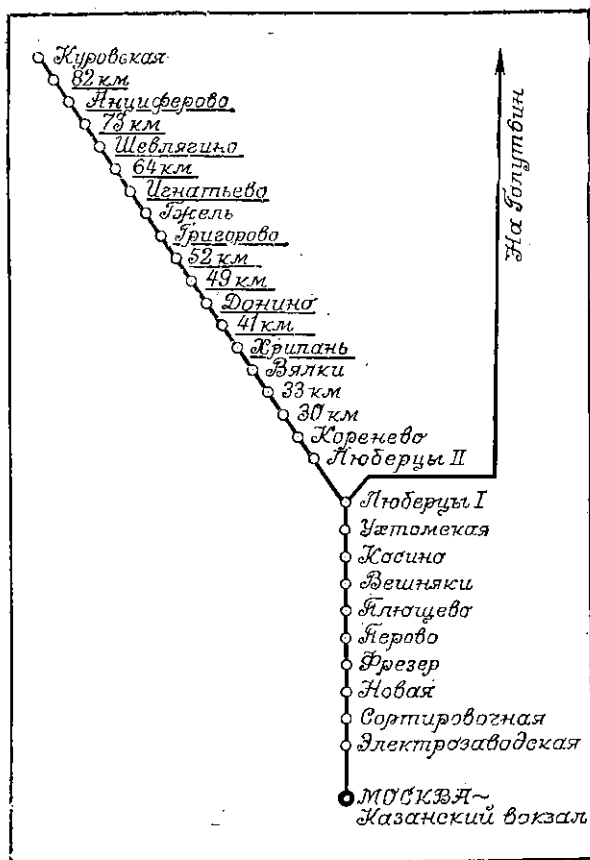 Куровская
82 км
Анциферово
73 км
Шевлягино
64 км
Игнатьево
Гжель
Григорово
52 км
49 км
Донино
41 км
Хрипань
Вялки
33 км
30 км
Коренево
Люберцы II
На Голутвин
Люберцы I
Ухтомская
Косино
Вешняки
Плющево
Перово
Фрезер
Новая
Сортировочная
Электрозаводская
МОСКВА~
Казанский вокзал